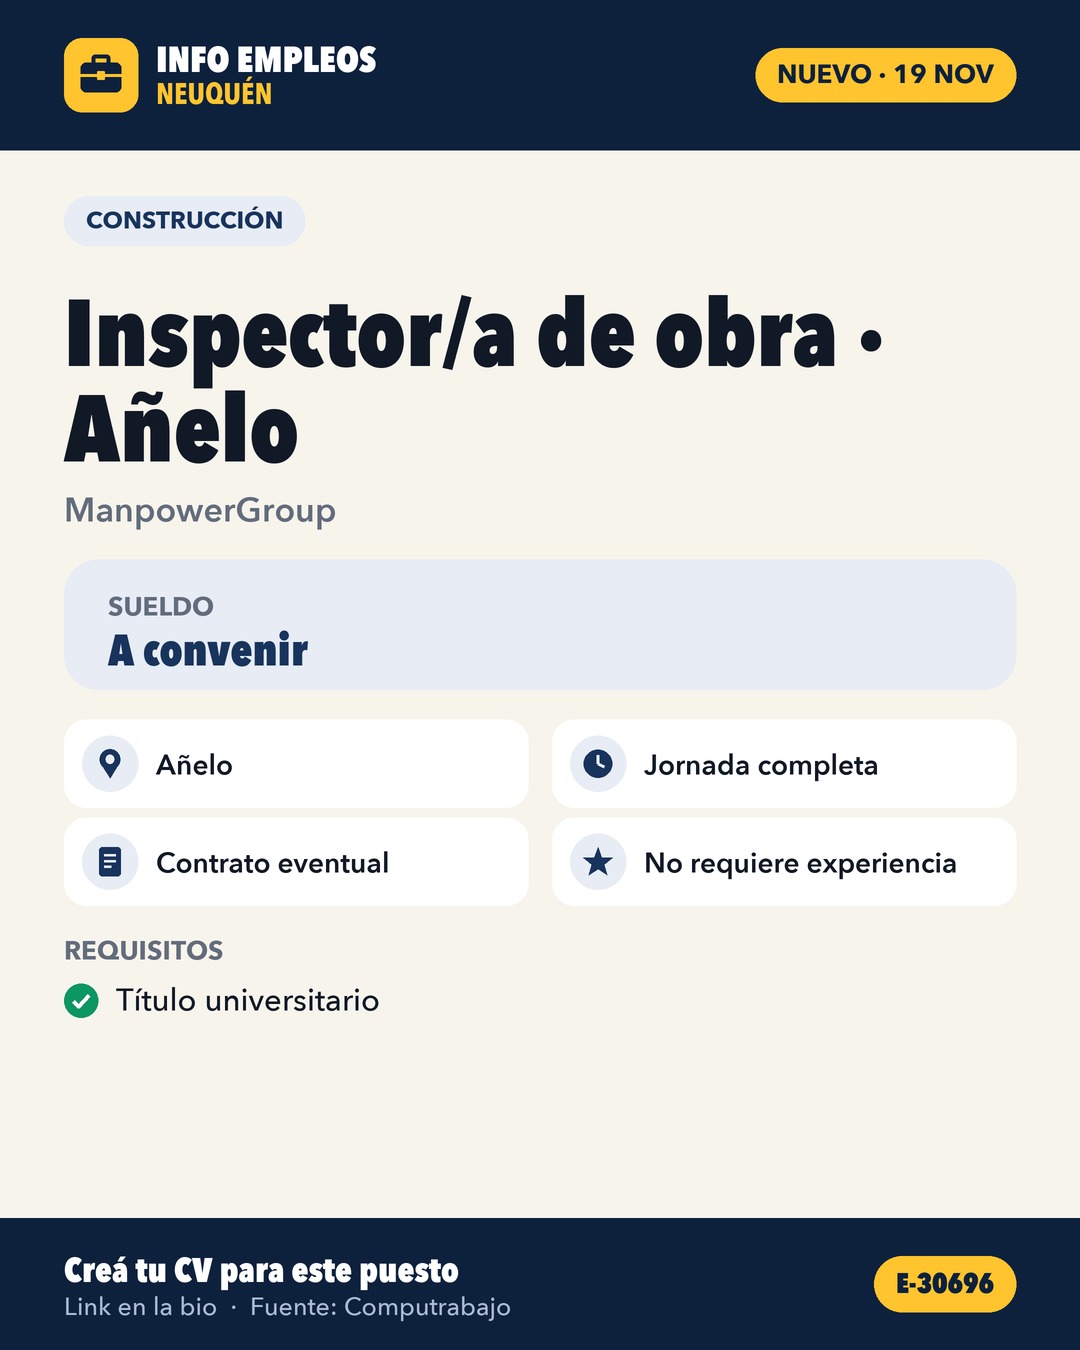 INFO EMPLEOS
NEUQUÉN
NUEVO · 19 NOV
CONSTRUCCIÓN
Inspector/a de obra ·
Añelo
ManpowerGroup
SUELDO
A convenir
Añelo
Jornada completa
Contrato eventual
No requiere experiencia
REQUISITOS
Título universitario
Creá tu CV para este puesto
Link en la bio · Fuente: Computrabajo
E-30696